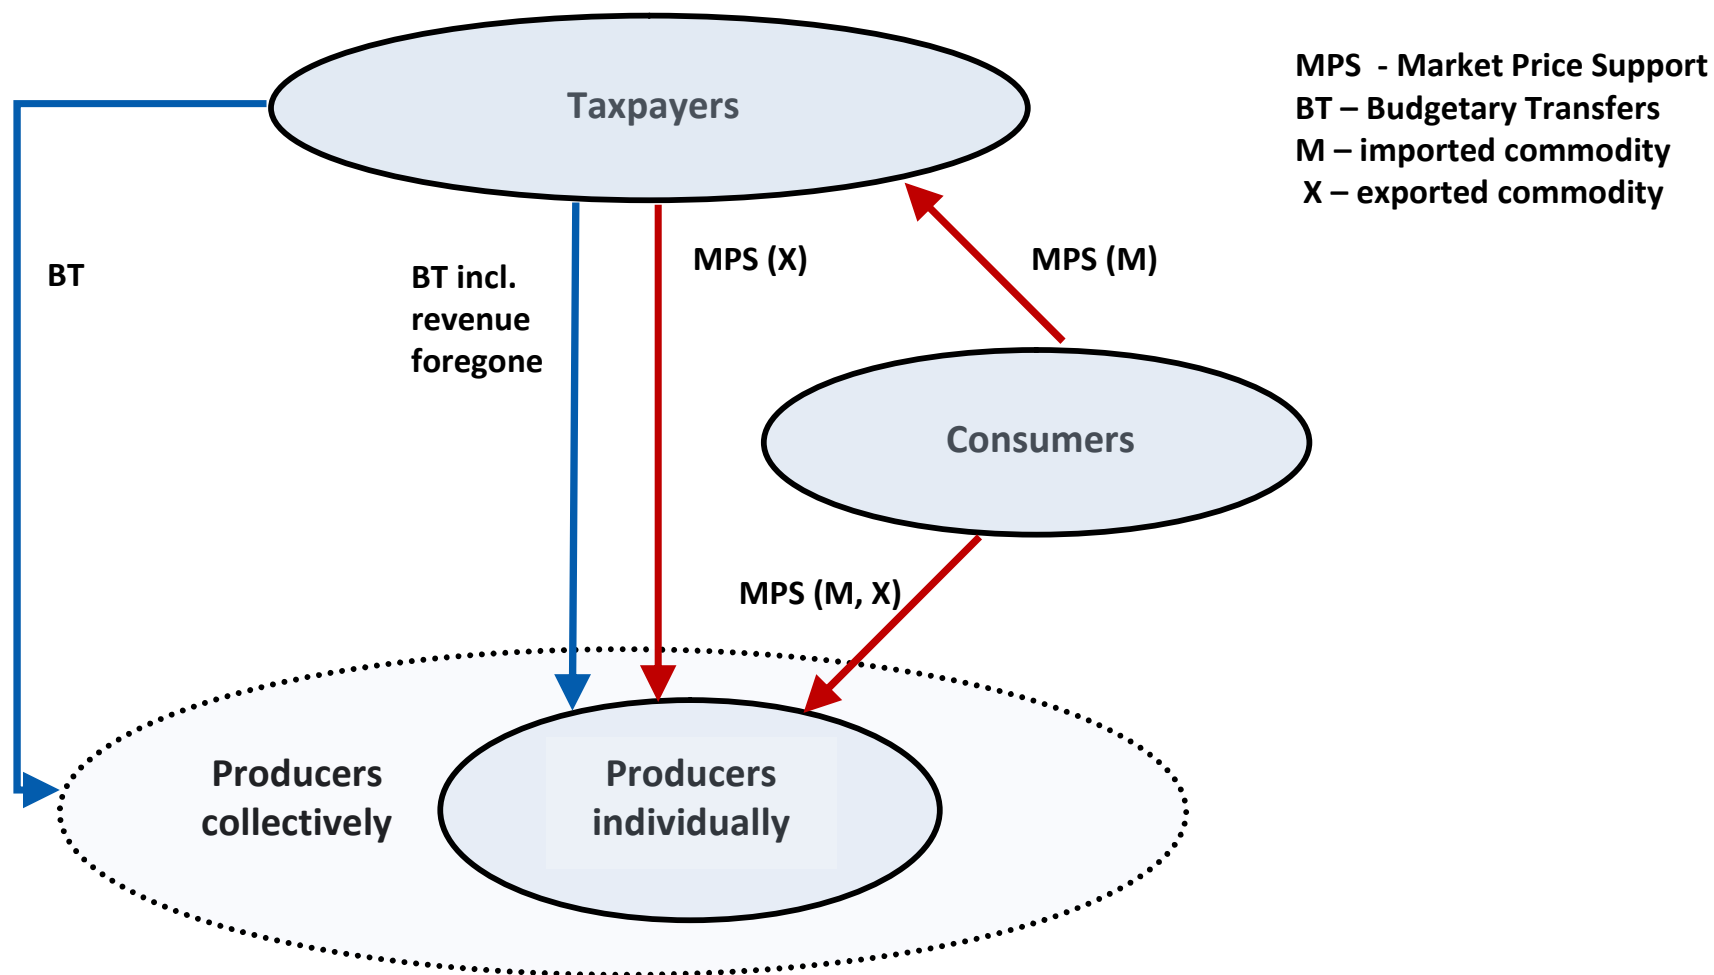 Taxpayers
MPS - Market Price Support
BT – Budgetary Transfers
M – imported commodity
X – exported commodity
BT
BT incl.
revenue
foregone
MPS (X)
MPS (M)
Consumers
MPS (M, X)
Producers
collectively
Producers
individually